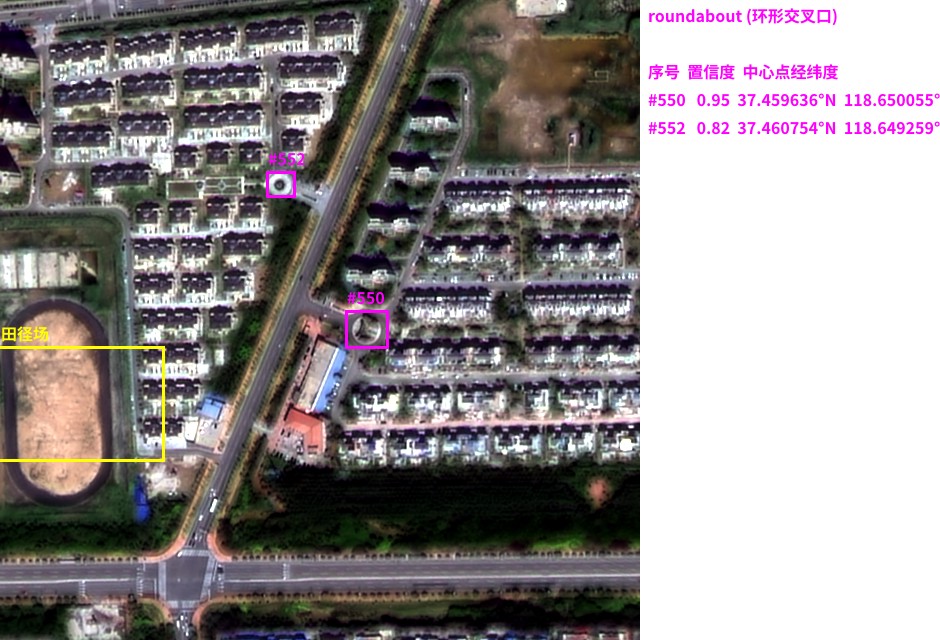 roundabout (环形交叉口)
序号 置信度 中心点经纬度
#550 0.95 37.459636°N 118.650055°
#552 0.82 37.460754°N 118.649259°
#552
#550
田径场